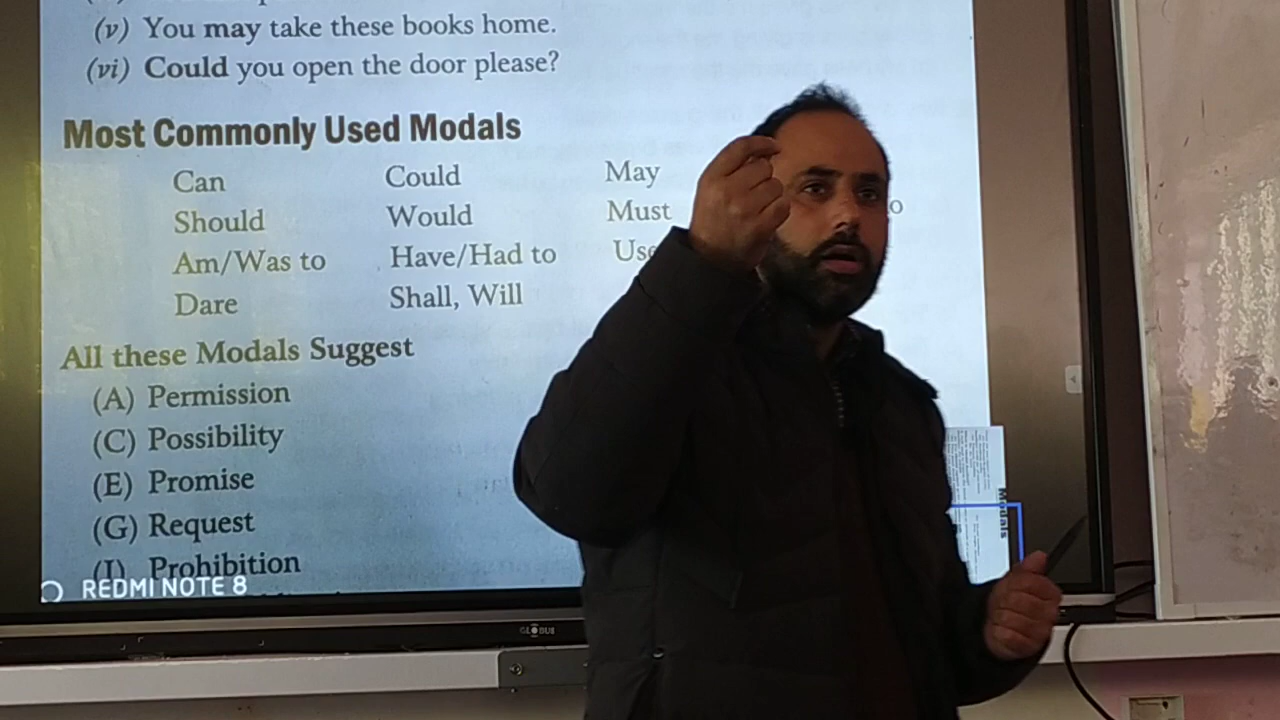 (v) You may take these books home.
(vi) Could you open the door please?
Most Commonly Used Modals
Can Could May
Should Would Must
Am/Was to Have/Had to
Dare Shall, Will
All these Modals Suggest
(A) Permission
(C) Possibility
(E) Promise
(G) Request
(I) Prohibition
REDMI NOTE 8
GLOBUS
Modals